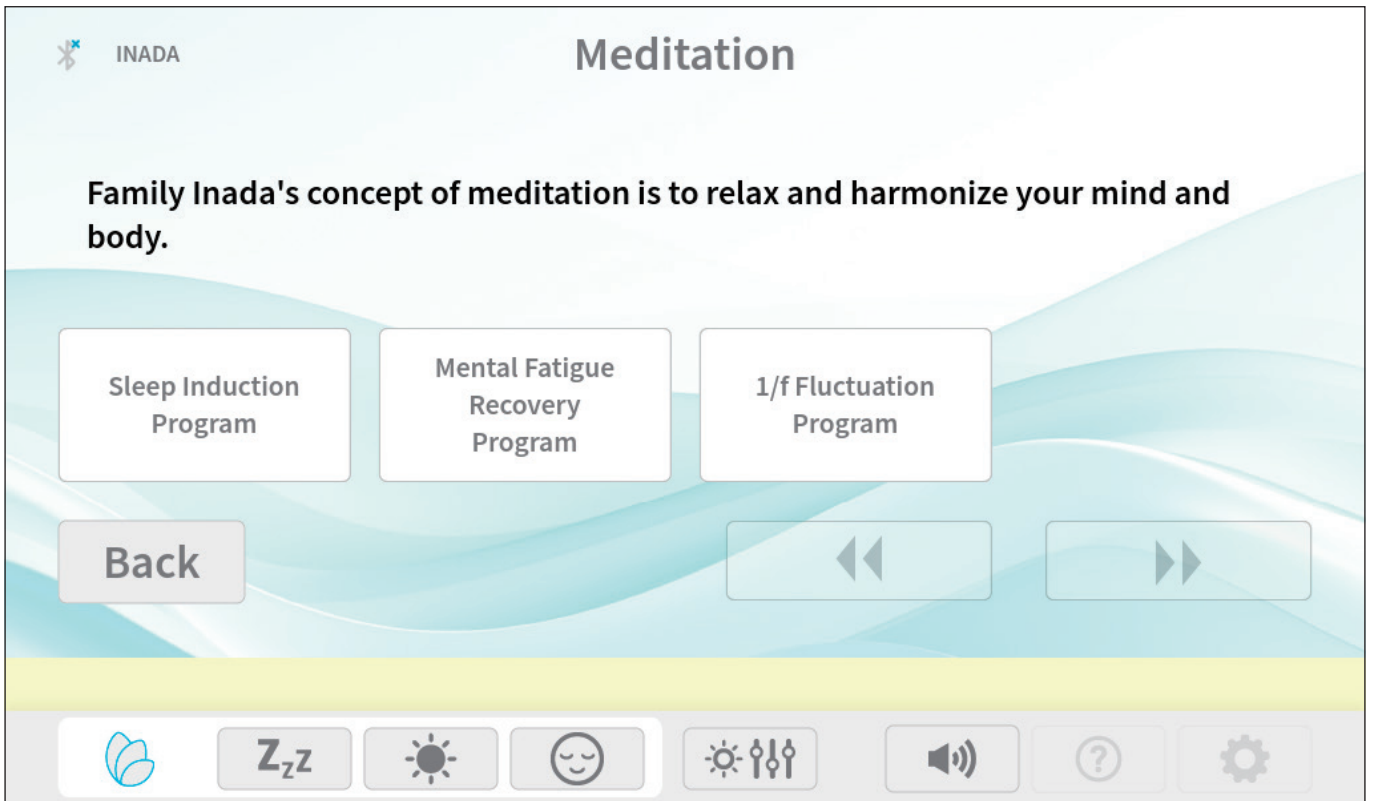 INADA
Meditation
Family Inada's concept of meditation is to relax and harmonize your mind and
body.
Sleep Induction
Program
Mental Fatigue
Recovery
Program
1/f Fluctuation
Program
Back
ZzZ
?